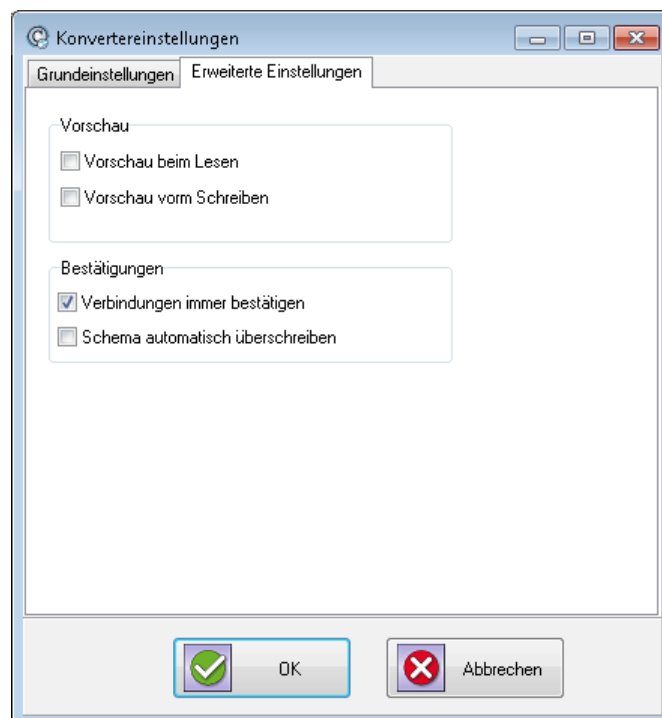 Konvertereinstellungen
Grundeinstellungen Erweiterte Einstellungen
Vorschau
Vorschau beim Lesen
Vorschau vorm Schreiben
Bestätigungen
Verbindungen immer bestätigen
Schema automatisch überschreiben
OK Abbrechen